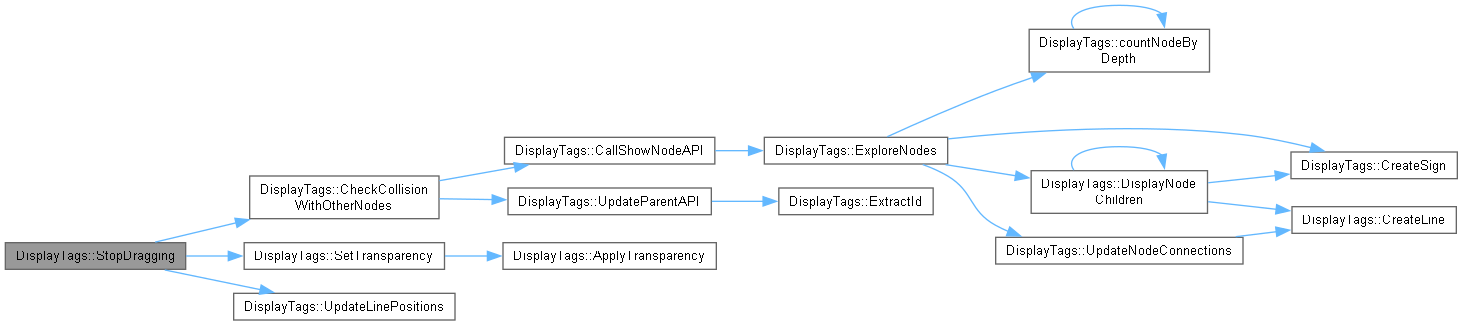 DisplayTags::StopDragging
DisplayTags::CheckCollision
WithOtherNodes
DisplayTags::SetTransparency
DisplayTags::UpdateLinePositions
DisplayTags::CallShowNodeAPI
DisplayTags::UpdateParentAPI
DisplayTags::ApplyTransparency
DisplayTags::ExploreNodes
DisplayTags::ExtractId
DisplayTags::countNodeBy
Depth
DisplayTags::DisplayNode
Children
DisplayTags::UpdateNodeConnections
DisplayTags::CreateSign
DisplayTags::CreateLine